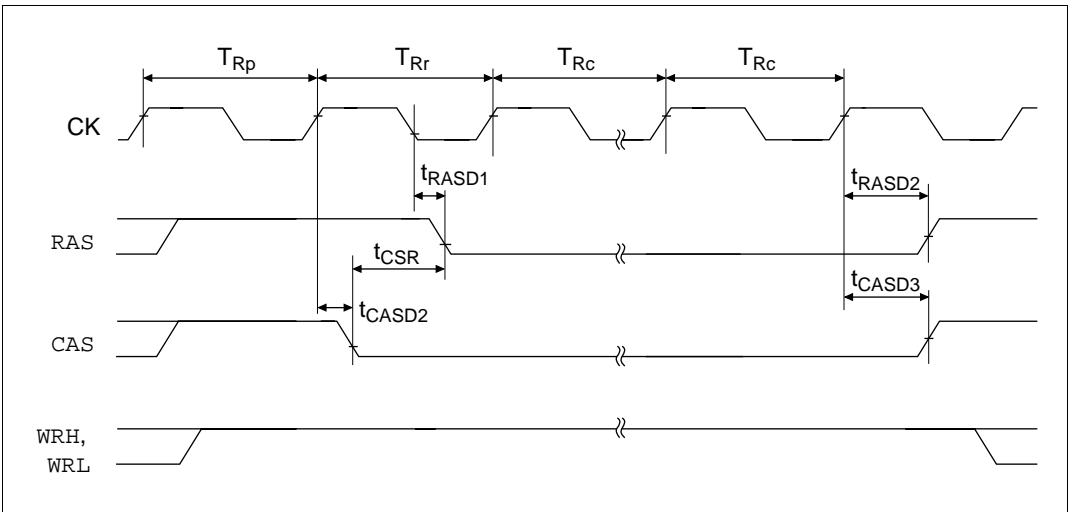 TRp TRr TRc TRc
CK
tRASD1 tRASD2
RAS
tCSR
tCASD3
tCASD2
CAS
WRH,
WRL